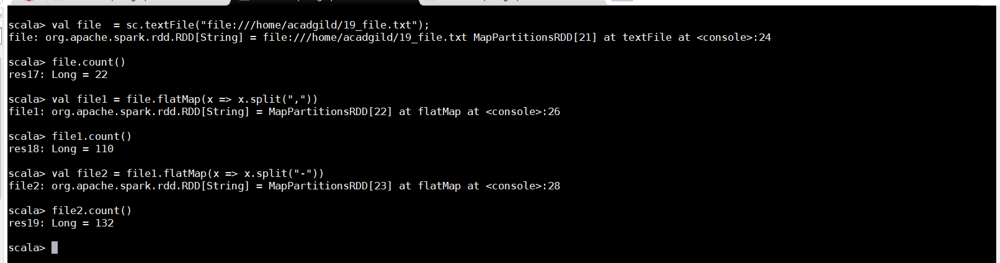 scala> val file  = sc.textFile("file:///home/acadgild/19_file.txt");
file: org.apache.spark.rdd.RDD[String] = file:///home/acadgild/19_file.txt MapPartitionsRDD[21] at textFile at <console>:24
scala> file.count()
res17: Long = 22
scala> val file1 = file.flatMap(x => x.split(","))
file1: org.apache.spark.rdd.RDD[String] = MapPartitionsRDD[22] at flatMap at <console>:26
scala> file1.count()
res18: Long = 110
scala> val file2 = file1.flatMap(x => x.split("-"))
file2: org.apache.spark.rdd.RDD[String] = MapPartitionsRDD[23] at flatMap at <console>:28
scala> file2.count()
res19: Long = 132
scala>